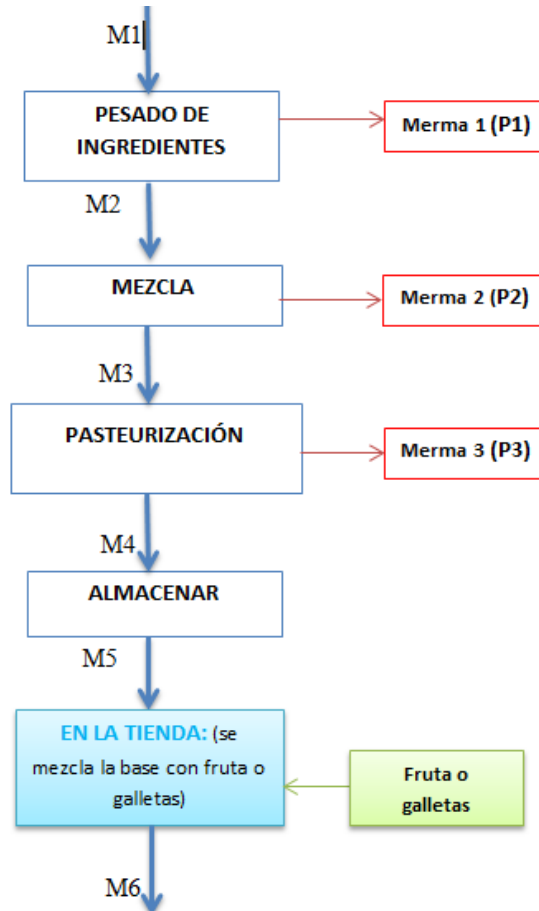 M1
PESADO DE
INGREDIENTES
Merma 1 (P1)
M2
MEZCLA
Merma 2 (P2)
M3
PASTEURIZACIÓN
Merma 3 (P3)
M4
ALMACENAR
M5
EN LA TIENDA: (se
mezcla la base con fruta o
galletas)
Fruta o
galletas
M6